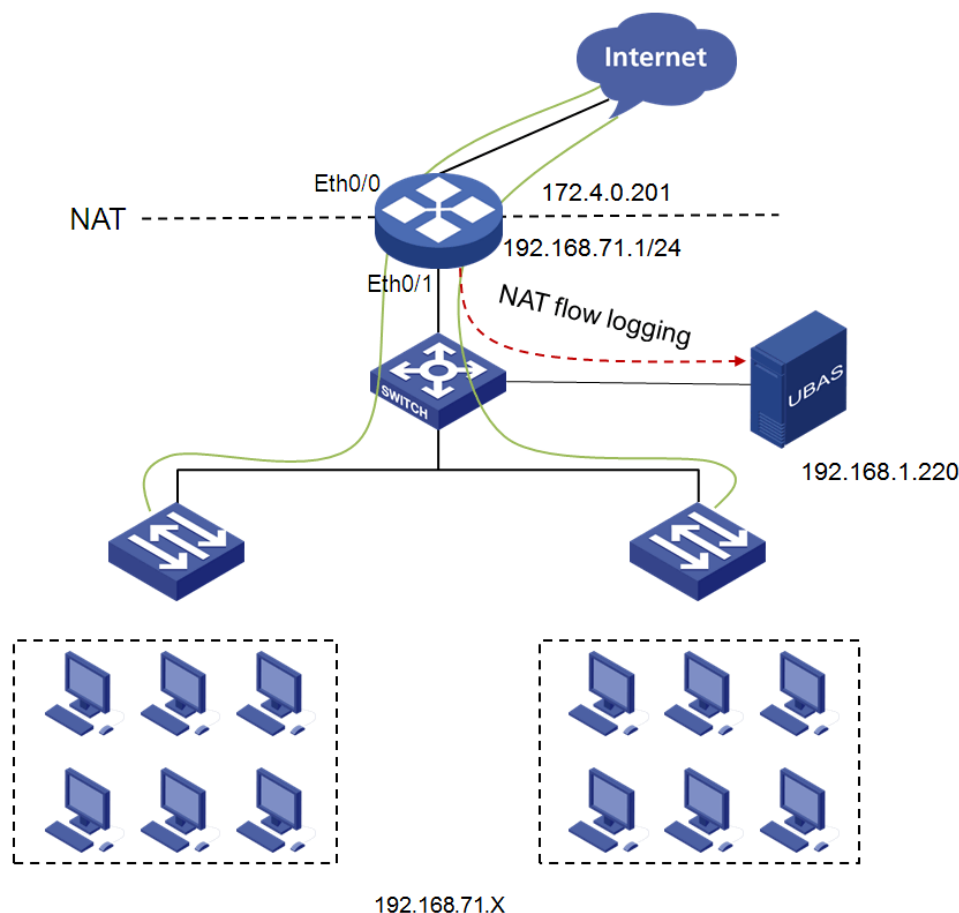 Internet
Eth0/0
172.4.0.201
NAT
192.168.71.1/24
Eth0/1
NAT flow logging
SWITCH
UBAS
192.168.1.220
192.168.71.X